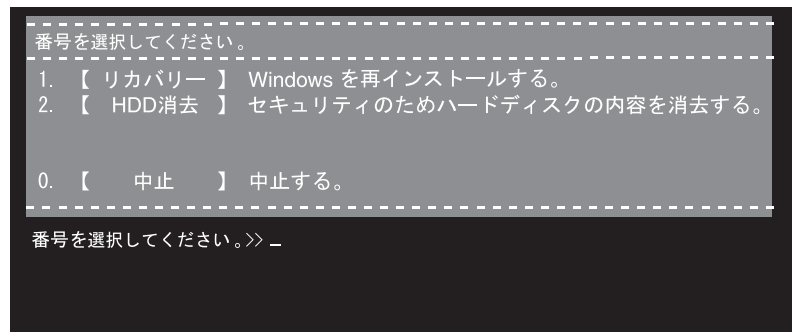 番号を選択してください。
1. 【 リカバリー 】 Windows を再インストールする。
2. 【 HDD消去 】 セキュリティのためハードディスクの内容を消去する。
0. 【 中止 】 中止する。
番号を選択してください。>> _